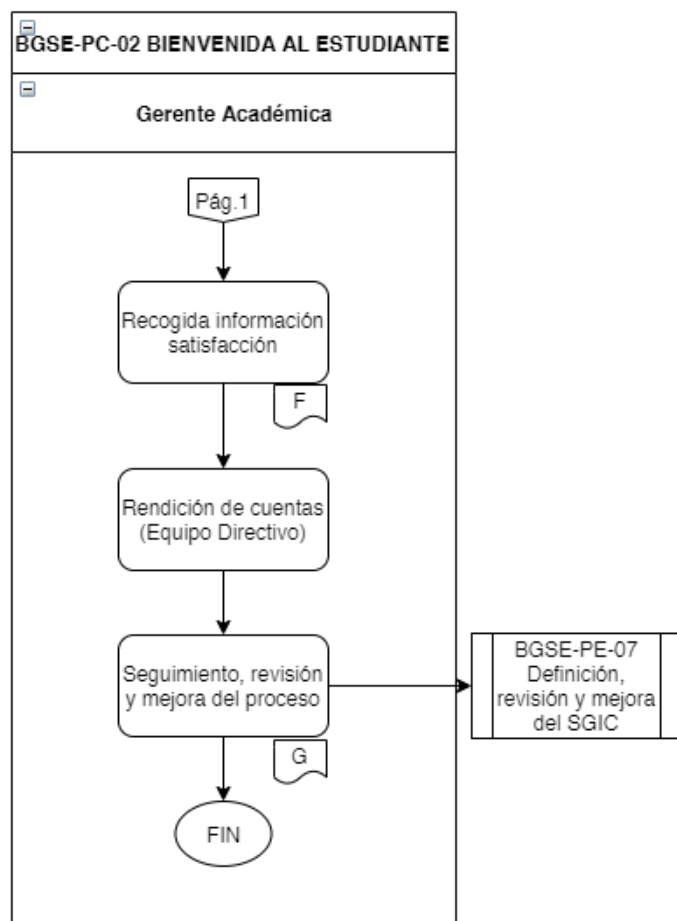 BGSE-PC-02 BIENVENIDA AL ESTUDIANTE
Gerente Académica
Pág.1
Recogida información
satisfacción
F
Rendición de cuentas
(Equipo Directivo)
Seguimiento, revisión
y mejora del proceso
G
BGSE-PE-07
Definición,
revisión y mejora
del SGIC
FIN